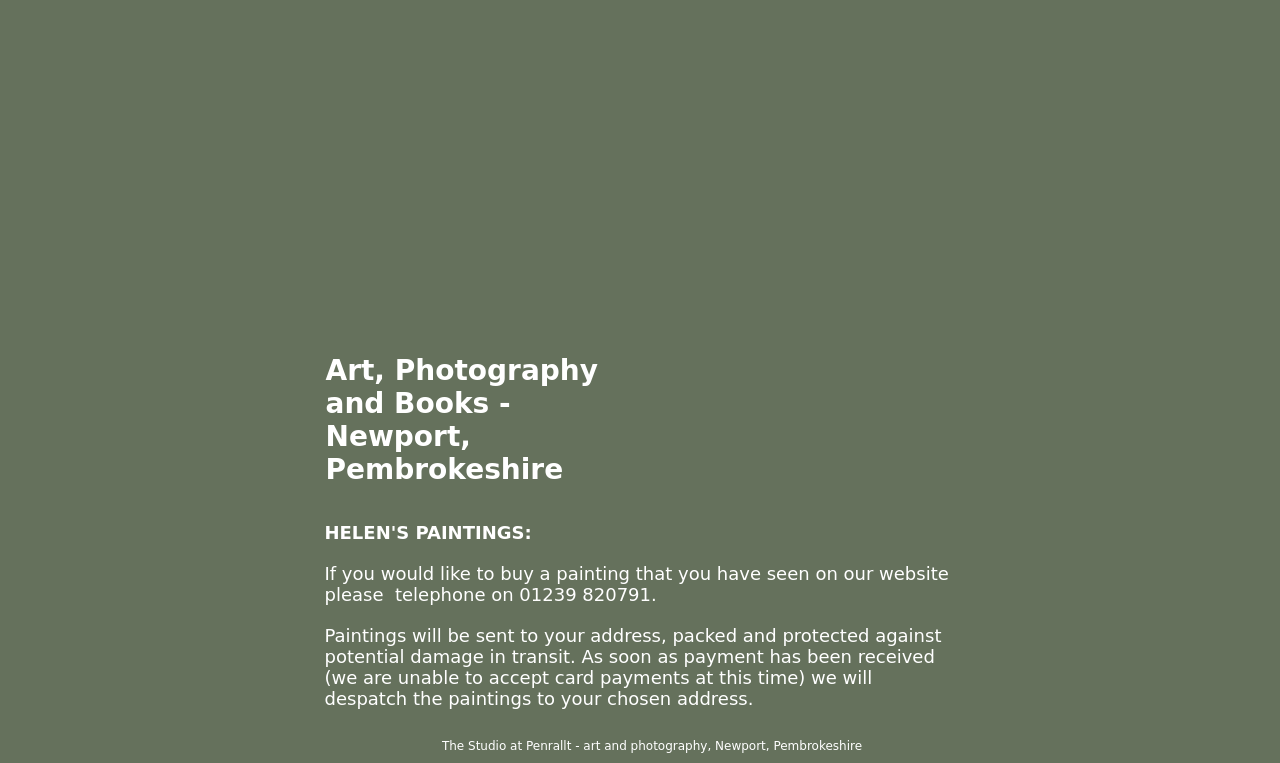 Art, Photography
and Books -
Newport,
Pembrokeshire
HELEN'S PAINTINGS:
If you would like to buy a painting that you have seen on our website
please  telephone on 01239 820791.
Paintings will be sent to your address, packed and protected against
potential damage in transit. As soon as payment has been received
(we are unable to accept card payments at this time) we will
despatch the paintings to your chosen address.
The Studio at Penrallt - art and photography, Newport, Pembrokeshire